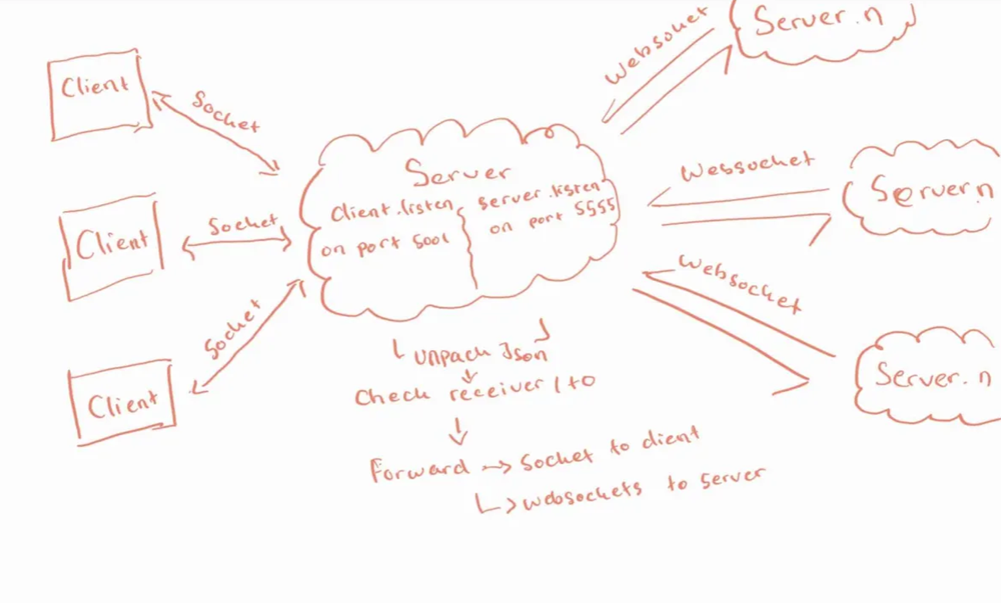 Client
Socket
Client
Socket
Client
Socket
Server
Client.listen
on port 5001
server.listen
on port 5555
Websocket
Server.n
Websocket
Server.n
Websocket
Server.n
Unpack Json
Check receiver / to
Forward → Socket to client
↳ websockets to server